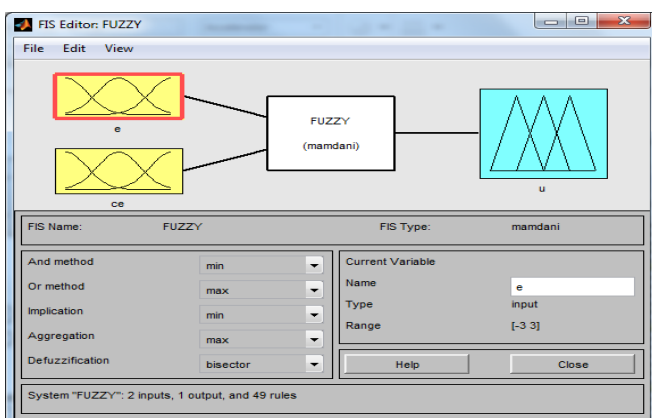 FIS Editor: FUZZY
File Edit View
e
ce
FUZZY
(mamdani)
u
FIS Name: FUZZY FIS Type: mamdani
And method min
Or method max
Implication min
Aggregation max
Defuzzification bisector
Current Variable
Name e
Type input
Range [-3 3]
Help Close
System "FUZZY": 2 inputs, 1 output, and 49 rules